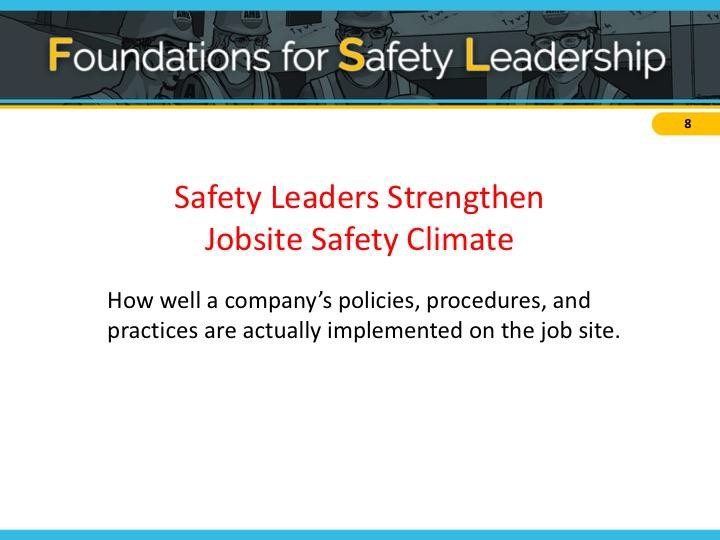 Foundations for Safety Leadership
8
Safety Leaders Strengthen
Jobsite Safety Climate
How well a company’s policies, procedures, and
practices are actually implemented on the job site.